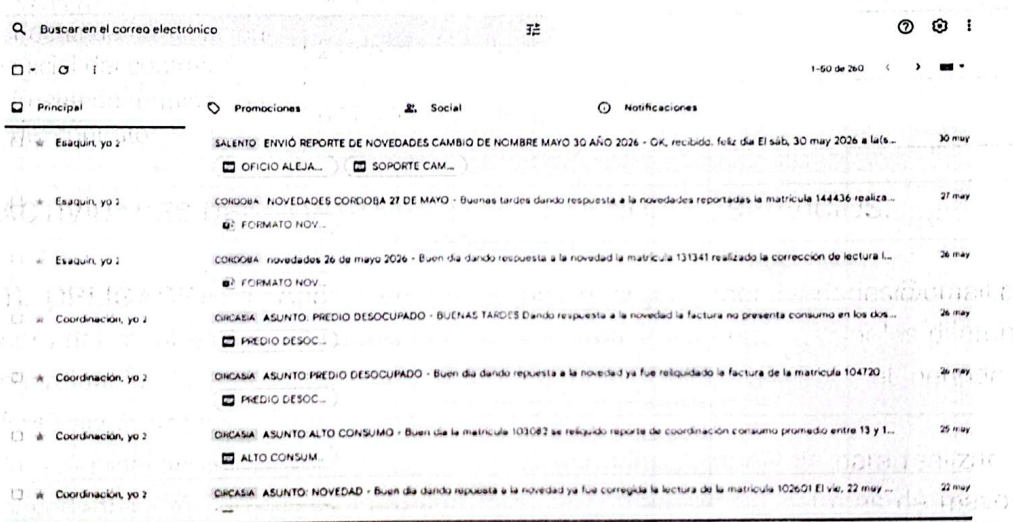 Buscar en el correo electrónico
1-50 de 260
Principal Promociones Social Notificaciones
Esaquin, yo 2 SALENTO ENVIÓ REPORTE DE NOVEDADES CAMBIO DE NOMBRE MAYO 30 AÑO 2026 - OK, recibido, feliz dia El sáb, 30 may 2026 a la(s... 30 may
OFICIO ALEJA... SOPORTE CAM...
Esaquin, yo 2 CORDOBA NOVEDADES CORDOBA 27 DE MAYO - Buenas tardes dando respuesta a la novedades reportadas la matricula 144436 realiza... 27 may
FORMATO NOV...
Esaquin, yo 2 CORDOBA novedades 26 de mayo 2026 - Buen dia dando respuesta a la novedad la matricula 131341 realizado la corrección de lectura l... 26 may
FORMATO NOV...
Coordinación, yo 2 CIRCASIA ASUNTO: PREDIO DESOCUPADO - BUENAS TARDES Dando respuesta a la novedad la factura no presenta consumo en los dos... 26 may
PREDIO DESOC...
Coordinación, yo 2 CIRCASIA ASUNTO PREDIO DESOCUPADO - Buen dia dando repuesta a la novedad ya fue reliquidado la factura de la matricula 104720 26 may
PREDIO DESOC...
Coordinación, yo 2 CIRCASIA ASUNTO ALTO CONSUMO - Buen dia la matricula 103082 se reliquido reporte de coordinación consumo promedio entre 13 y 1... 25 may
ALTO CONSUM...
Coordinación, yo 2 CIRCASIA ASUNTO: NOVEDAD - Buen dia dando repuesta a la novedad ya fue corregida la lectura de la matricula 102601 El vie, 22 may... 22 may